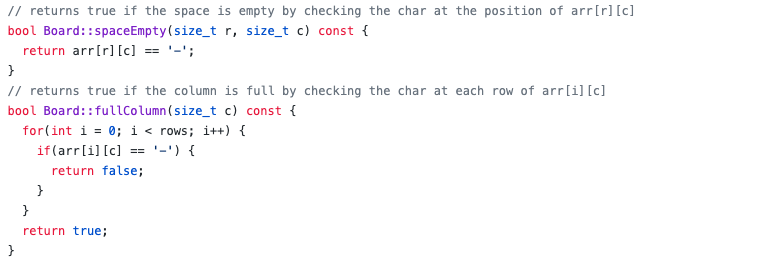 // returns true if the space is empty by checking the char at the position of arr[r][c]
bool Board::spaceEmpty(size_t r, size_t c) const {
  return arr[r][c] == '-';
}
// returns true if the column is full by checking the char at each row of arr[i][c]
bool Board::fullColumn(size_t c) const {
  for(int i = 0; i < rows; i++) {
    if(arr[i][c] == '-') {
      return false;
    }
  }
  return true;
}